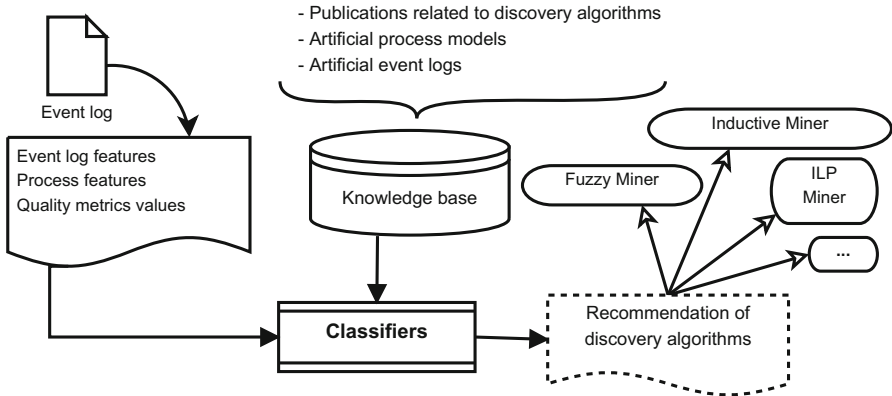 - Publications related to discovery algorithms
- Artificial process models
- Artificial event logs
Event log
Event log features
Process features
Quality metrics values
Knowledge base
Inductive Miner
Fuzzy Miner
ILP
Miner
...
Classifiers
Recommendation of
discovery algorithms